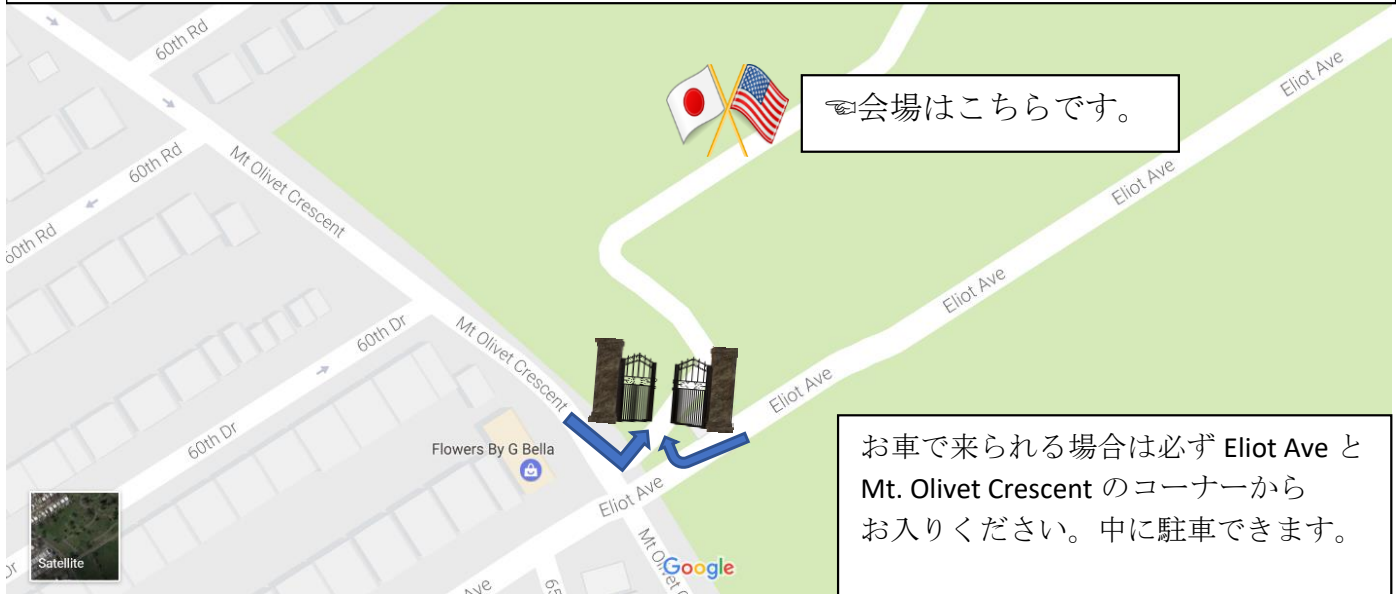 60th Rd
Eliot Ave
☜会場はこちらです。
60th Rd
Mt Olivet Crescent
Eliot Ave
60th Rd
Eliot Ave
60th Dr
Mt Olivet Crescent
Eliot Ave
60th Dr
Flowers By G Bella
お車で来られる場合は必ず Eliot Ave と
Mt. Olivet Crescent のコーナーから
お入りください。中に駐車できます。
Eliot Ave
Satellite
Google
Dr
Ave
65